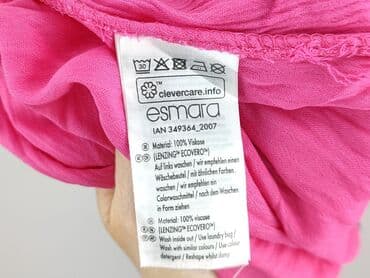 30
clevercare.info
esmara
IAN 349364_2007
Material: 100% Viskose
(LENZING™ ECOVERO™)
Auf links waschen / wir empfehlen einen
Wäschebeutel / mit ähnlichen Farben
waschen / wir empfehlen ein
Colorwaschmittel / nach dem Waschen
in Form ziehen
Material: 100% viscose
(LENZING™ ECOVERO™)
Wash inside out / Use laundry bag /
Wash with similar colours / Use colour
detergent / Reshape whilst damp